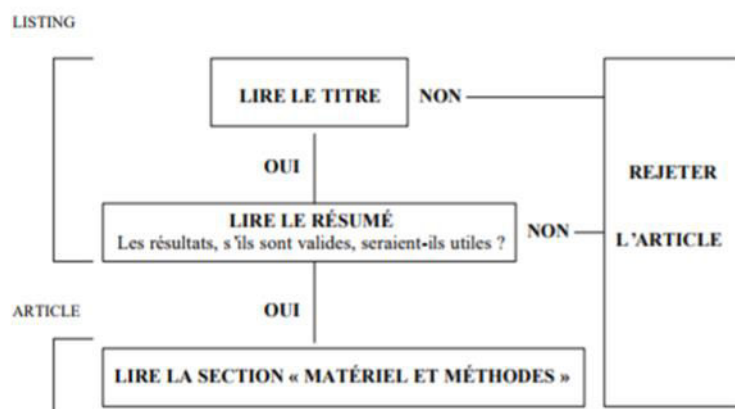 LISTING
LIRE LE TITRE
NON
OUI
REJETER
L'ARTICLE
LIRE LE RÉSUMÉ
Les résultats, s'ils sont valides, seraient-ils utiles ?
NON
ARTICLE
OUI
LIRE LA SECTION « MATÉRIEL ET MÉTHODES »